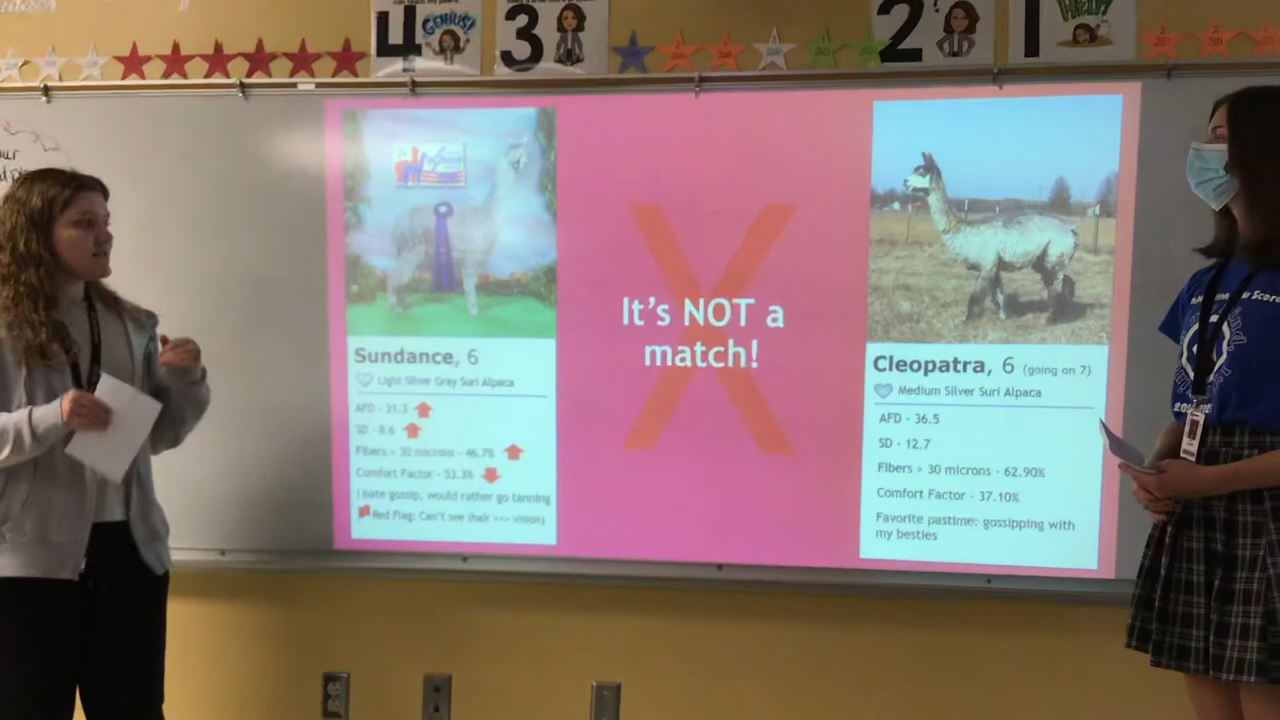 4
GENIUS!
3
2
1
Sundance, 6
Light Silver Gray Suri Alpaca
AFD - 31.3
SD - 8.6
Fibers > 30 microns - 46.7%
Comfort Factor - 53.3%
I hate gossip, would rather go tanning
Red Flag: Can't see (hair >>> vision)
It's NOT a
match!
Cleopatra, 6 (going on 7)
Medium Silver Suri Alpaca
AFD - 36.5
SD - 12.7
Fibers > 30 microns - 62.90%
Comfort Factor - 37.10%
Favorite pastime: gossipping with
my besties